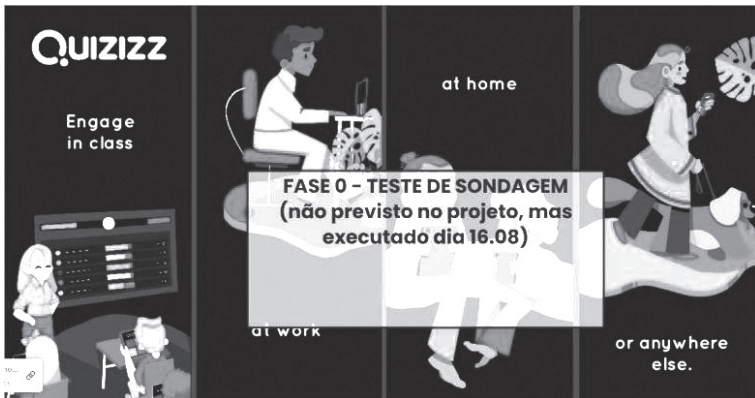 QUIZIZZ
Engage
in class
at home
FASE 0 - TESTE DE SONDAGEM
(não previsto no projeto, mas
executado dia 16.08)
at work
or anywhere
else.